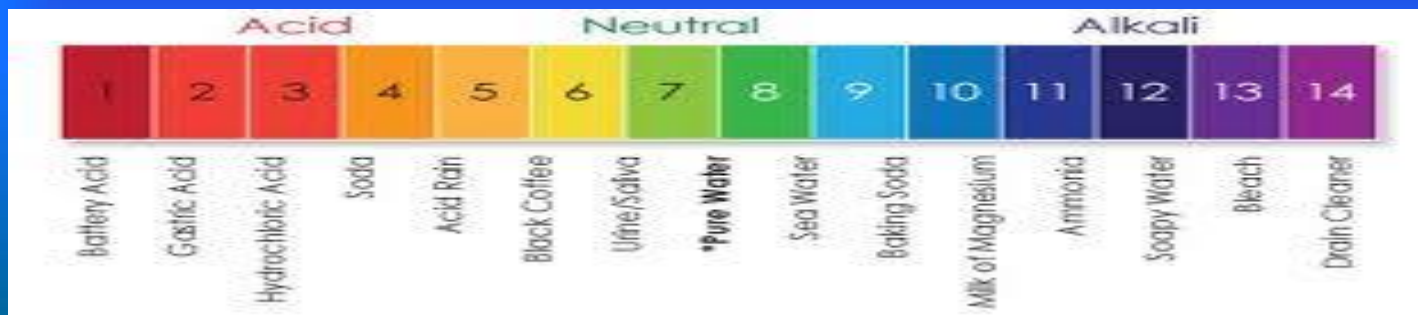 Acid Neutral Alkali
1 2 3 4 5 6 7 8 9 10 11 12 13 14
Battery Acid
Gastric Acid
Hydrochloric Acid
Soda
Acid Rain
Black Coffee
Urine/Saliva
*Pure Water
Sea Water
Baking Soda
Milk of Magnesium
Ammonia
Soapy Water
Bleach
Drain Cleaner